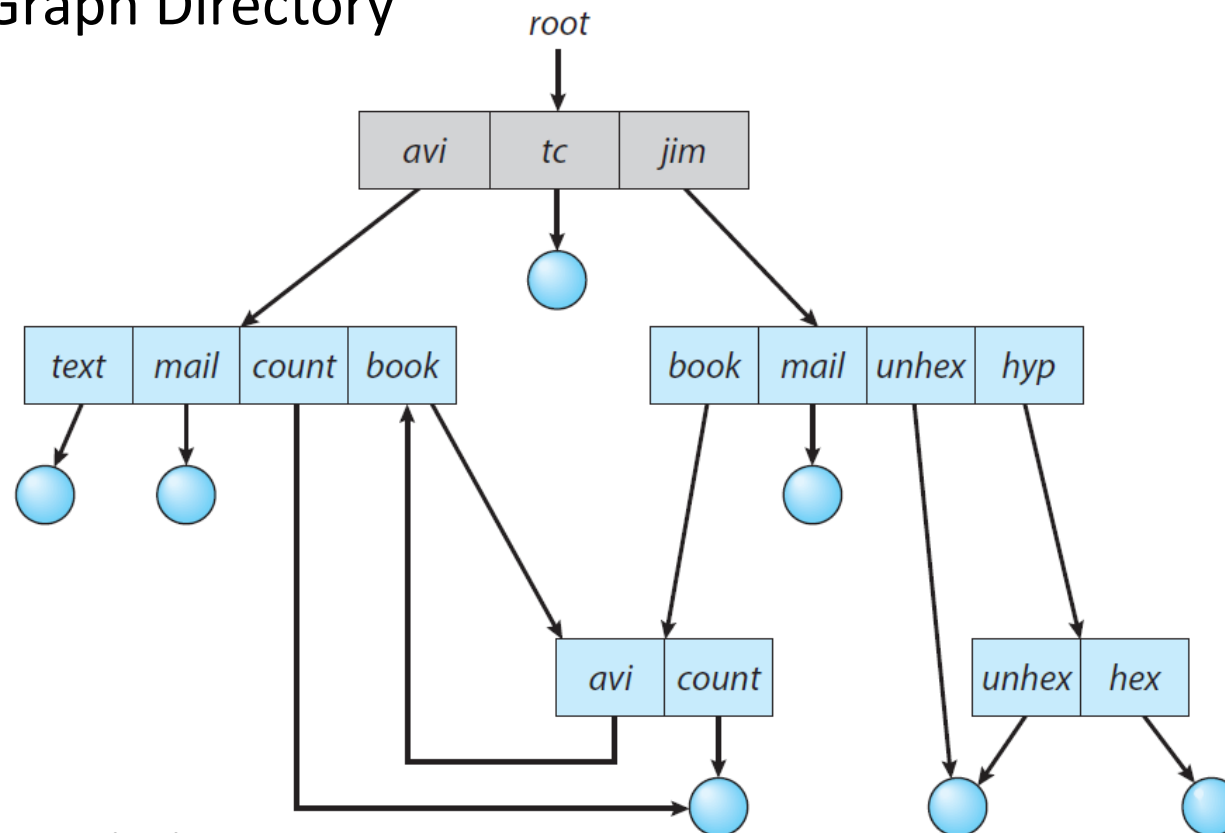 Graph Directory
root
avi tc jim
text mail count book
book mail unhex hyp
avi count
unhex hex